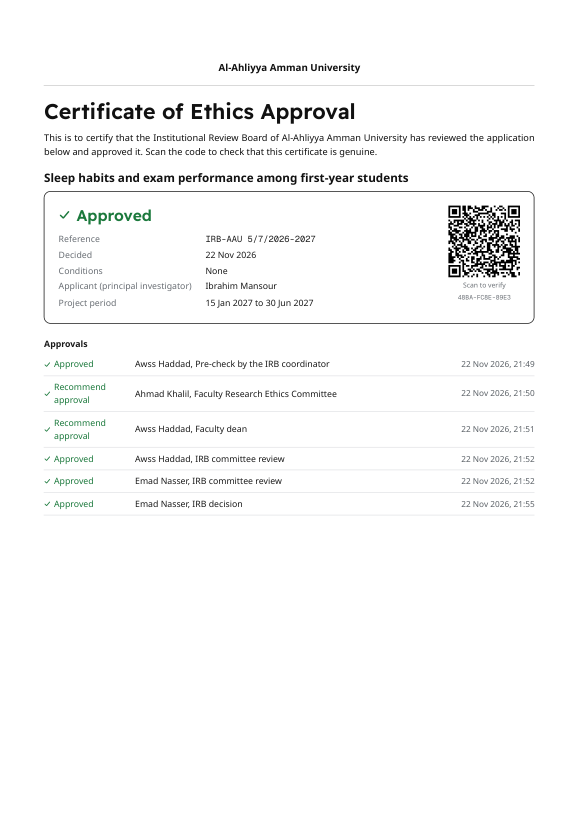 Al-Ahliyya Amman University
Certificate of Ethics Approval
This is to certify that the Institutional Review Board of Al-Ahliyya Amman University has reviewed the application
below and approved it. Scan the code to check that this certificate is genuine.
Sleep habits and exam performance among first-year students
✓ Approved
Reference IRB-AAU 5/7/2026-2027
Decided 22 Nov 2026
Conditions None
Applicant (principal investigator) Ibrahim Mansour
Project period 15 Jan 2027 to 30 Jun 2027
Scan to verify
48BA-FC8E-89E3
Approvals
✓ Approved Awss Haddad, Pre-check by the IRB coordinator 22 Nov 2026, 21:49
✓ Recommend
approval Ahmad Khalil, Faculty Research Ethics Committee 22 Nov 2026, 21:50
✓ Recommend
approval Awss Haddad, Faculty dean 22 Nov 2026, 21:51
✓ Approved Awss Haddad, IRB committee review 22 Nov 2026, 21:52
✓ Approved Emad Nasser, IRB committee review 22 Nov 2026, 21:52
✓ Approved Emad Nasser, IRB decision 22 Nov 2026, 21:55